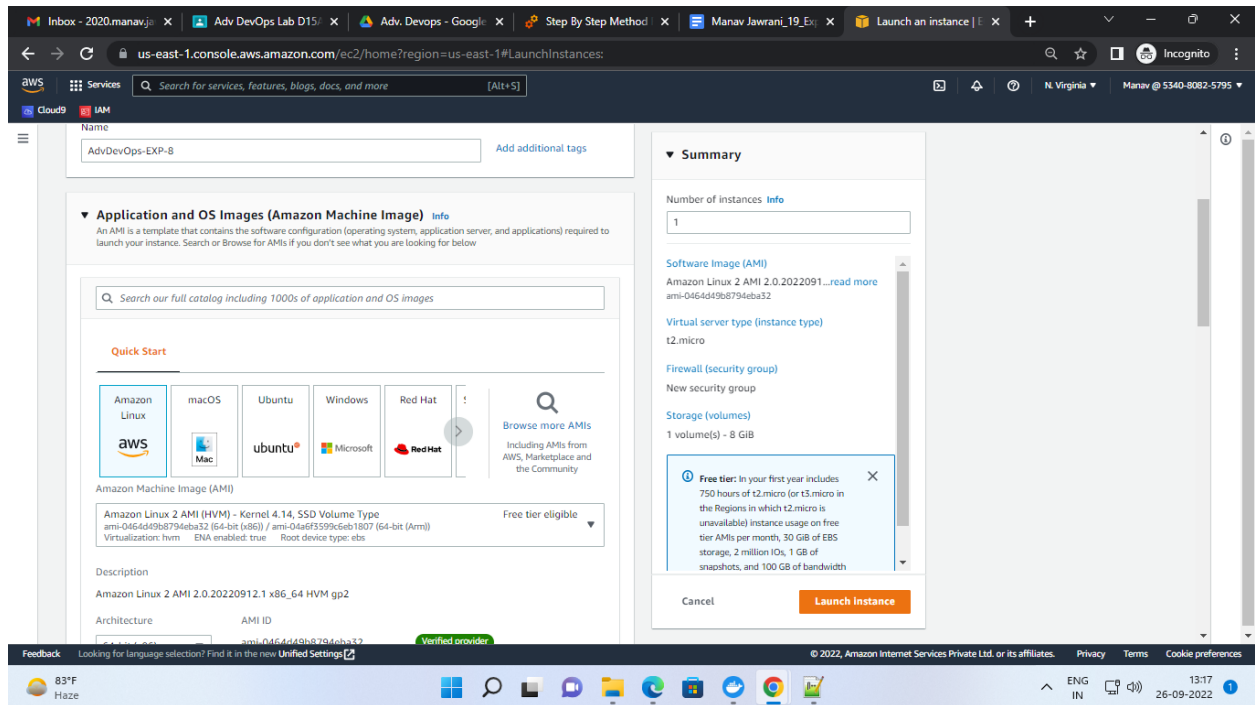 Inbox - 2020.manav.ja
Adv DevOps Lab D15
Adv. Devops - Google
Step By Step Method
Manav Jawrani_19_Exp
Launch an instance | E
us-east-1.console.aws.amazon.com/ec2/home?region=us-east-1#LaunchInstances:
Incognito
aws
Services
Search for services, features, blogs, docs, and more
[Alt+S]
N. Virginia
Manav @ 5340-8082-5795
Cloud9
IAM
Name
AdvDevOps-EXP-8
Add additional tags
Application and OS Images (Amazon Machine Image) Info
An AMI is a template that contains the software configuration (operating system, application server, and applications) required to
launch your instance. Search or Browse for AMIs if you don't see what you are looking for below
Search our full catalog including 1000s of application and OS images
Quick Start
Amazon
Linux
aws
macOS
Mac
Ubuntu
ubuntu
Windows
Microsoft
Red Hat
Red Hat
Browse more AMIs
Including AMIs from
AWS, Marketplace and
the Community
Amazon Machine Image (AMI)
Amazon Linux 2 AMI (HVM) - Kernel 4.14, SSD Volume Type
Free tier eligible
ami-0464d49b8794eba32 (64-bit (x86)) / ami-04a6f3599c6eb1807 (64-bit (Arm))
Virtualization: hvm ENA enabled: true Root device type: ebs
Description
Amazon Linux 2 AMI 2.0.20220912.1 x86_64 HVM gp2
Architecture
AMI ID
ami-0464d49b8794eba32
Verified provider
Summary
Number of instances Info
1
Software Image (AMI)
Amazon Linux 2 AMI 2.0.2022091...read more
ami-0464d49b8794eba32
Virtual server type (instance type)
t2.micro
Firewall (security group)
New security group
Storage (volumes)
1 volume(s) - 8 GiB
Free tier: In your first year includes
750 hours of t2.micro (or t3.micro in
the Regions in which t2.micro is
unavailable) instance usage on free
tier AMIs per month, 30 GiB of EBS
storage, 2 million IOs, 1 GB of
snapshots, and 100 GB of bandwidth
Cancel
Launch instance
Feedback
Looking for language selection? Find it in the new Unified Settings
© 2022, Amazon Internet Services Private Ltd. or its affiliates.
Privacy
Terms
Cookie preferences
83°F
Haze
ENG
IN
13:17
26-09-2022
1